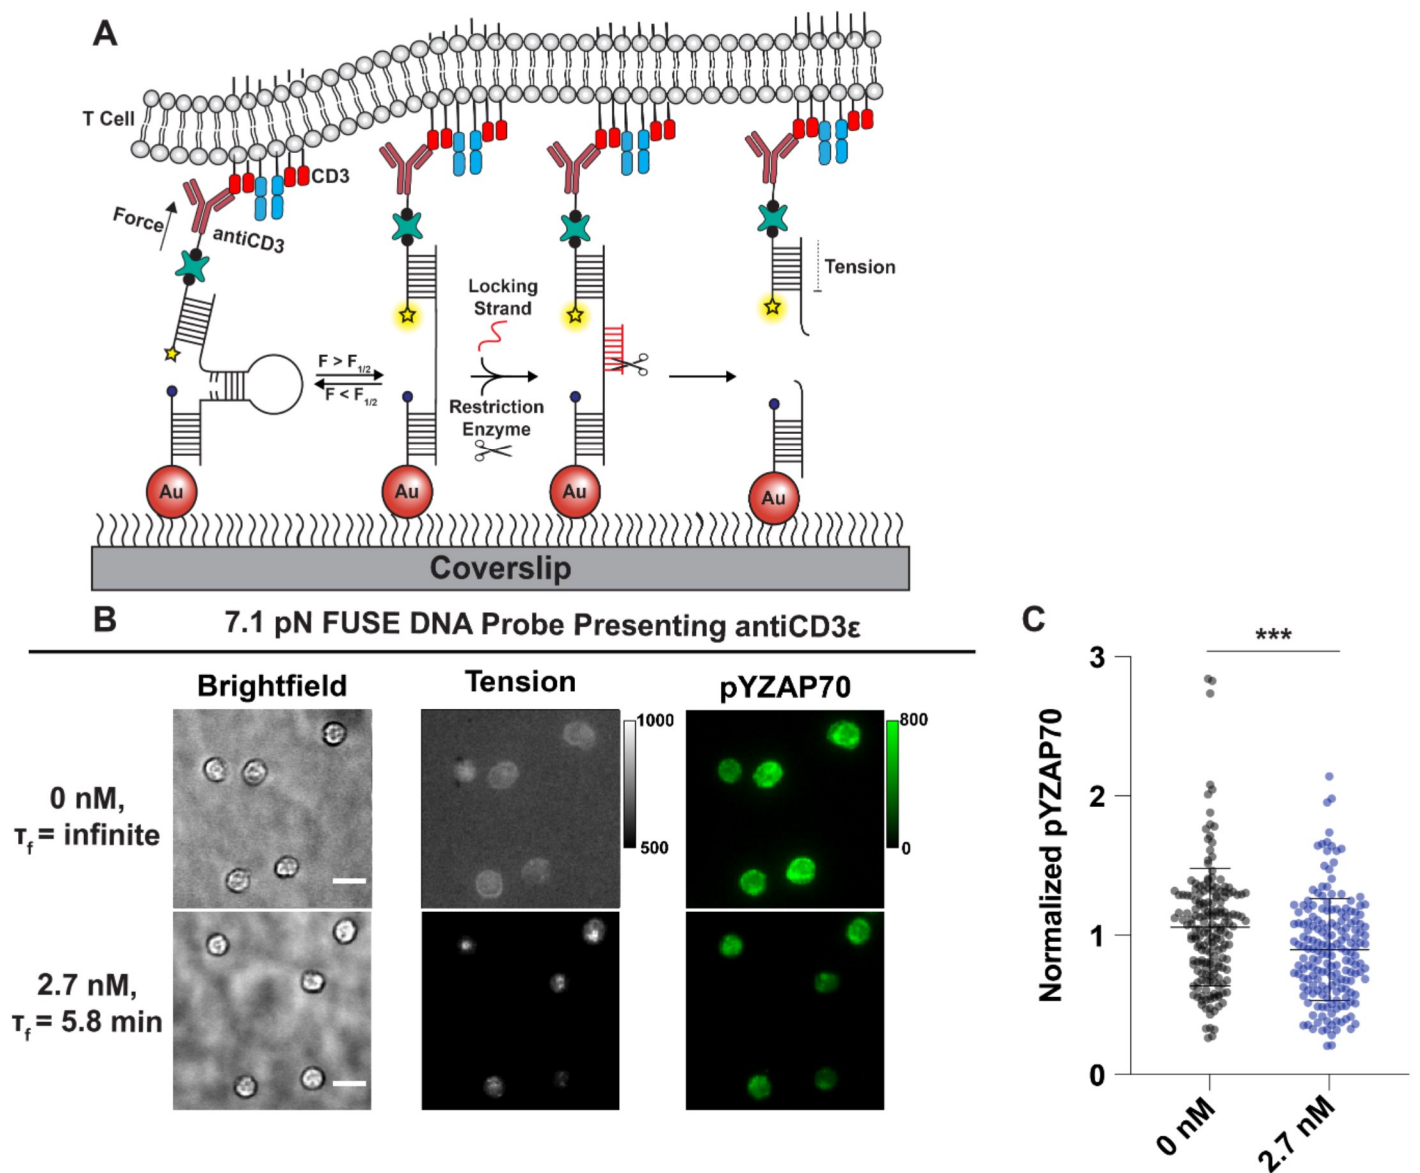 A
T Cell
CD3
Force
antiCD3
Locking
Strand
Tension
F > F1/2
F < F1/2
Restriction
Enzyme
Au
Au
Au
Au
Coverslip
B
7.1 pN FUSE DNA Probe Presenting antiCD3ε
Brightfield
Tension
pYZAP70
0 nM,
τf = infinite
1000
500
800
0
2.7 nM,
τf = 5.8 min
C
***
Normalized pYZAP70
3
2
1
0
0 nM
2.7 nM